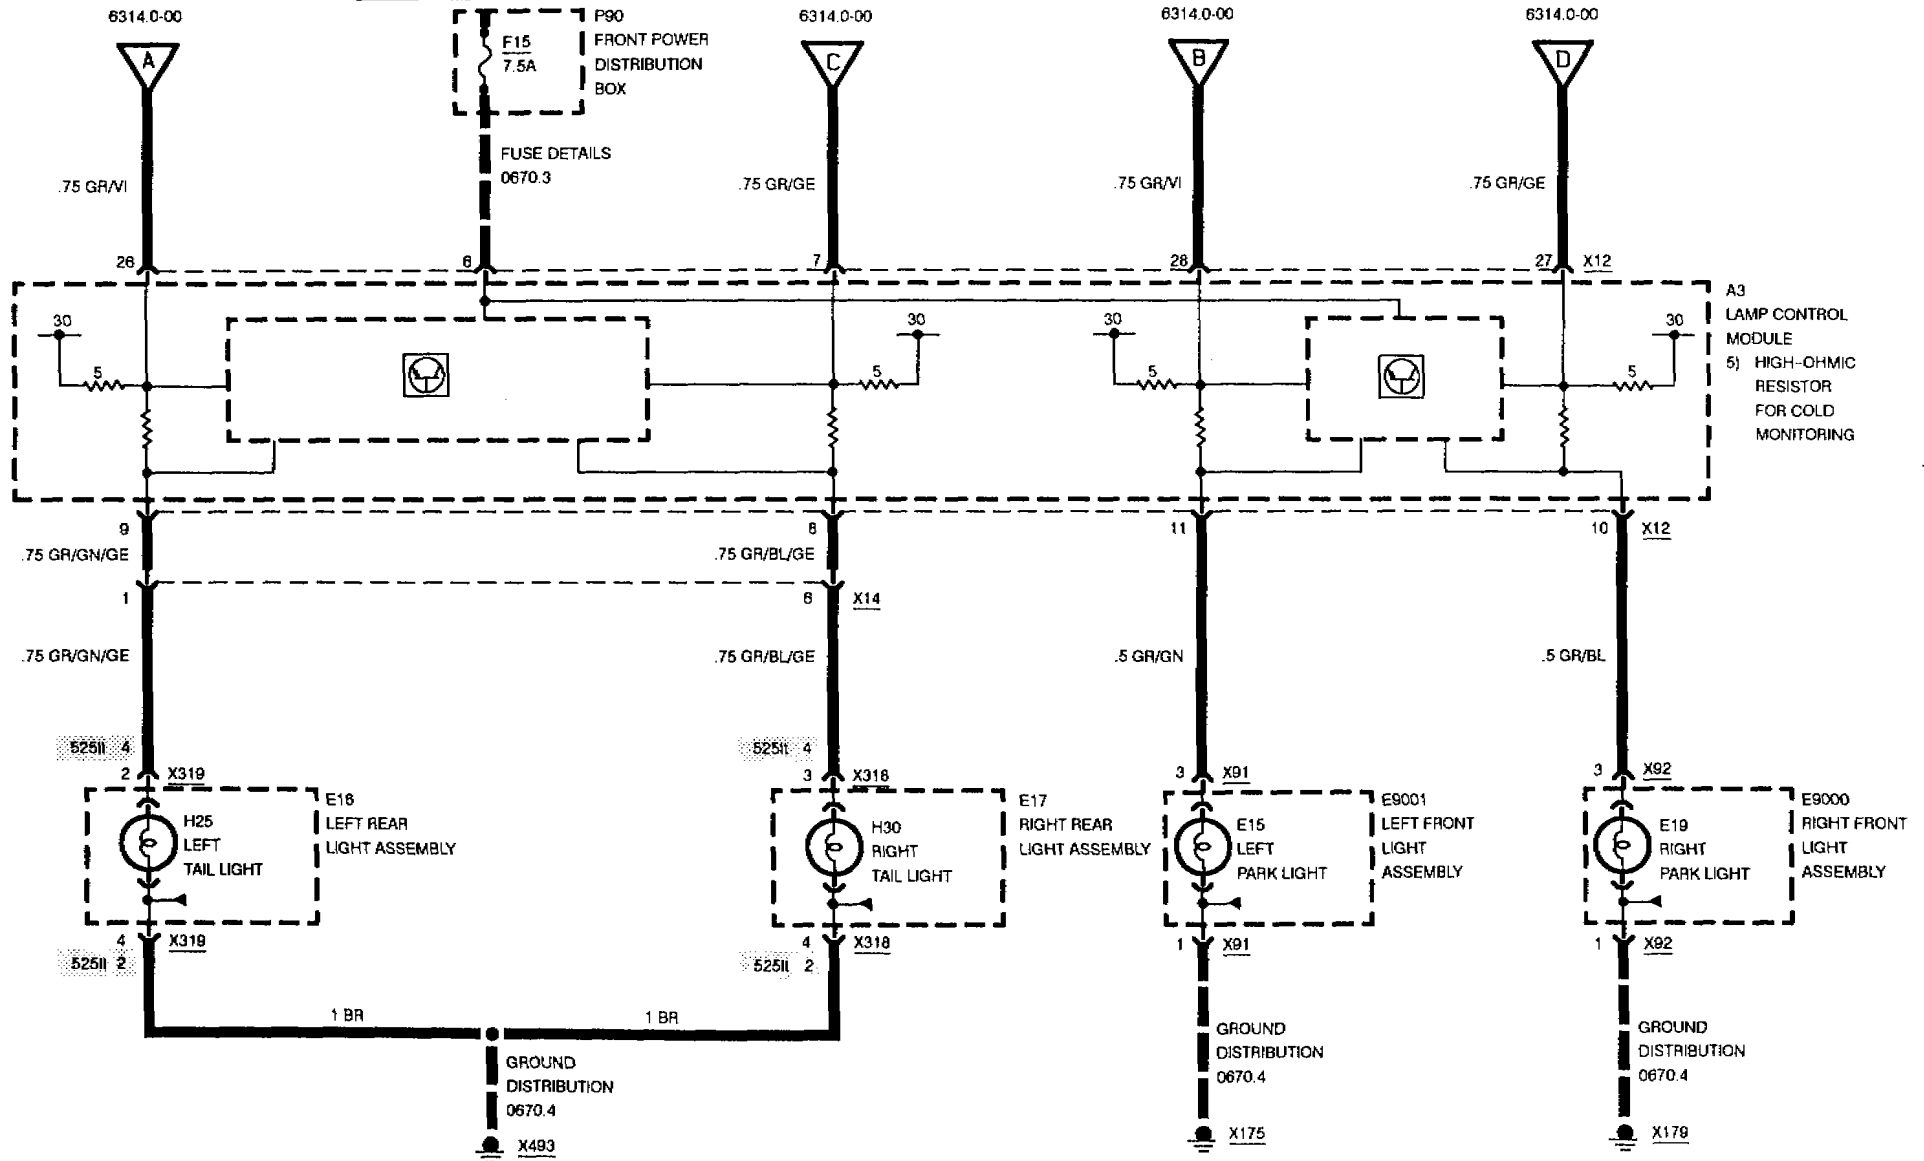 6314.0-00
A
F15
7.5A
P90
FRONT POWER
DISTRIBUTION
BOX
6314.0-00
C
6314.0-00
B
6314.0-00
D
FUSE DETAILS
0670.3
.75 GR/VI
.75 GR/GE
.75 GR/VI
.75 GR/GE
26
6
7
28
27
X12
A3
LAMP CONTROL
MODULE
5) HIGH-OHMIC
RESISTOR
FOR COLD
MONITORING
30
5
30
5
30
5
30
5
9
8
11
10
X12
.75 GR/GN/GE
.75 GR/BL/GE
1
6
X14
.75 GR/GN/GE
.75 GR/BL/GE
.5 GR/GN
.5 GR/BL
525II 4
2
X319
525II 4
3
X318
3
X91
3
X92
H25
LEFT
TAIL LIGHT
E16
LEFT REAR
LIGHT ASSEMBLY
H30
RIGHT
TAIL LIGHT
E17
RIGHT REAR
LIGHT ASSEMBLY
E15
LEFT
PARK LIGHT
E9001
LEFT FRONT
LIGHT
ASSEMBLY
E19
RIGHT
PARK LIGHT
E9000
RIGHT FRONT
LIGHT
ASSEMBLY
4
X319
525II 2
4
X318
525II 2
1
X91
1
X92
1 BR
1 BR
GROUND
DISTRIBUTION
0670.4
X493
GROUND
DISTRIBUTION
0670.4
X175
GROUND
DISTRIBUTION
0670.4
X179